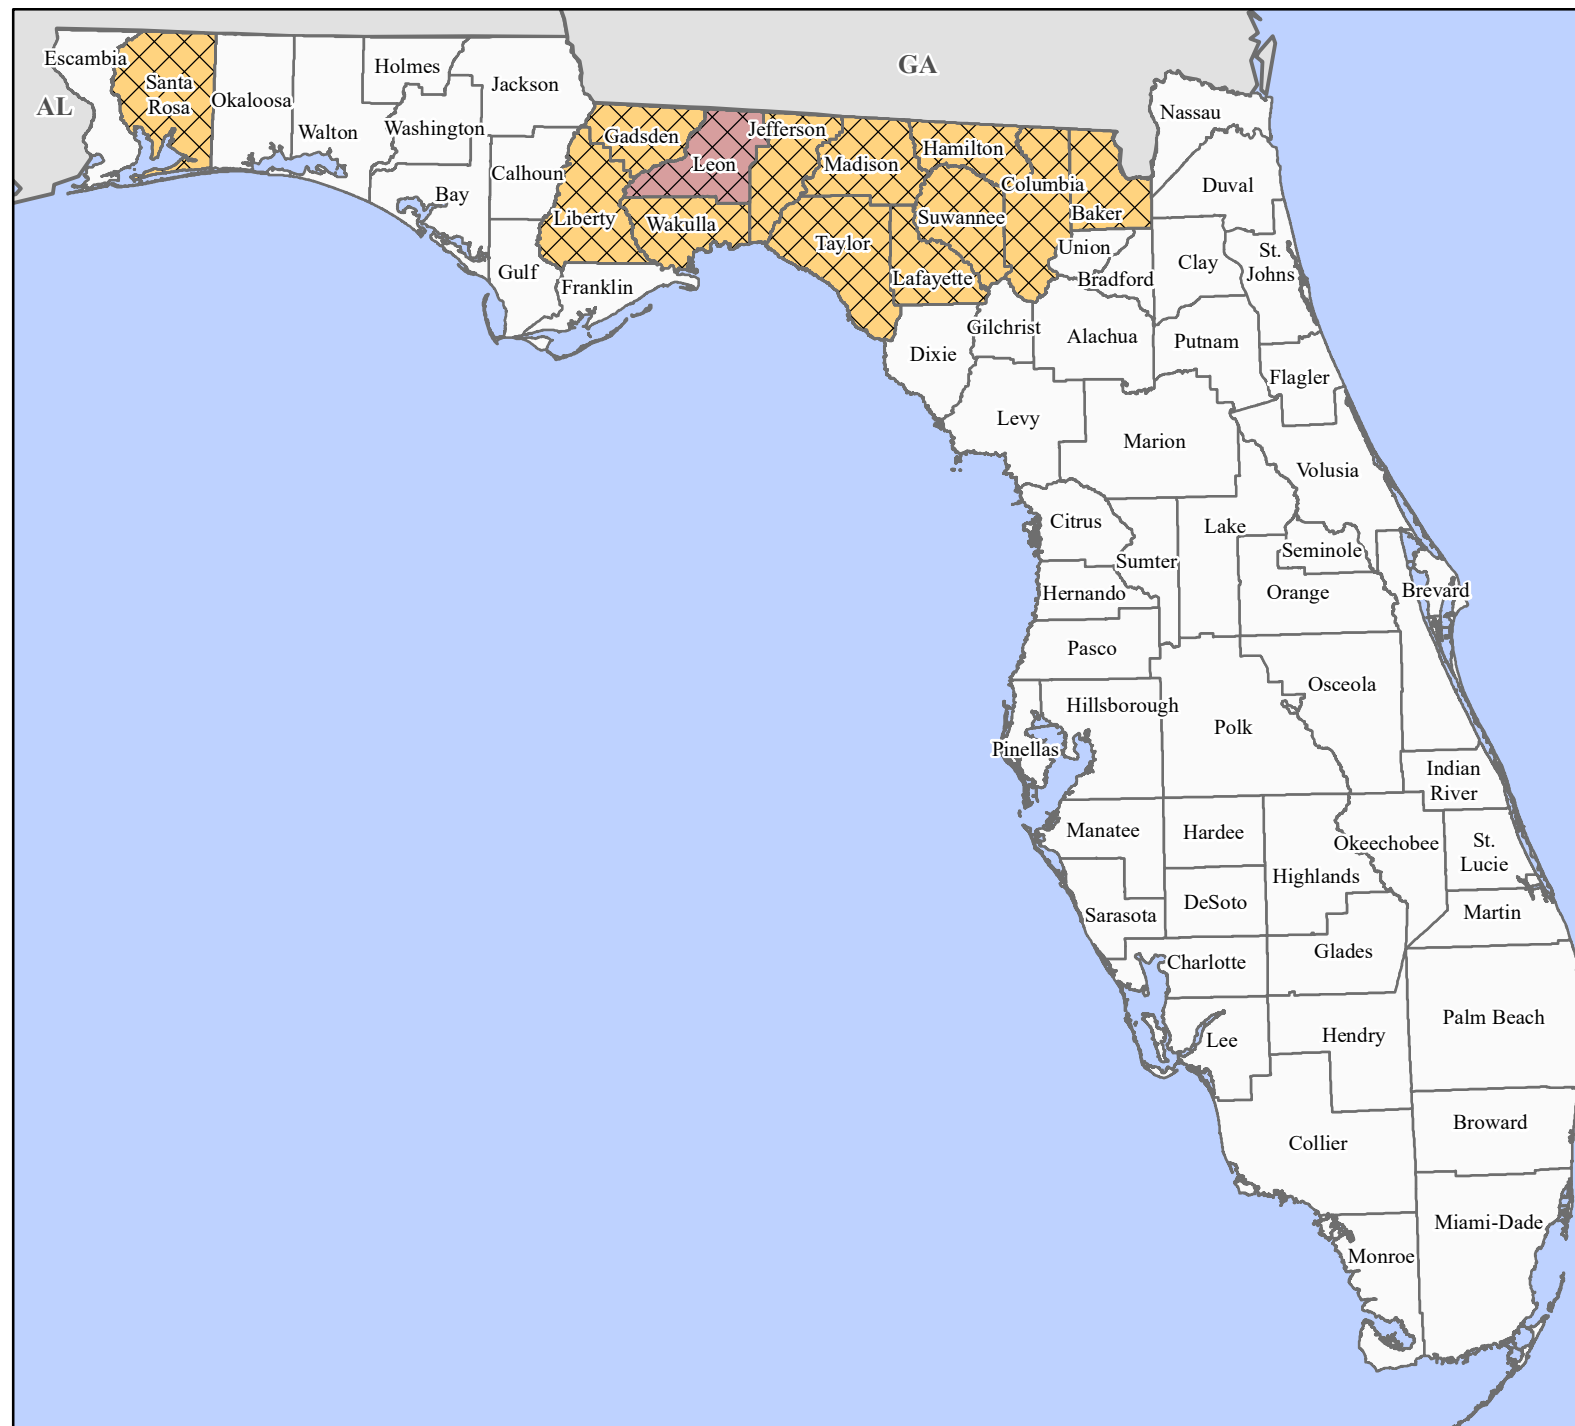 GA
AL
Escambia
Santa
Rosa
Okaloosa
Walton
Holmes
Washington
Jackson
Bay
Calhoun
Gulf
Liberty
Gadsden
Leon
Wakulla
Franklin
Jefferson
Madison
Taylor
Hamilton
Suwannee
Lafayette
Columbia
Baker
Union
Bradford
Nassau
Duval
Clay
St.
Johns
Dixie
Gilchrist
Alachua
Putnam
Flagler
Levy
Marion
Volusia
Citrus
Sumter
Lake
Seminole
Orange
Brevard
Hernando
Pasco
Osceola
Hillsborough
Pinellas
Polk
Indian
River
Manatee
Hardee
Okeechobee
St.
Lucie
Highlands
Sarasota
DeSoto
Martin
Charlotte
Glades
Lee
Hendry
Palm Beach
Collier
Broward
Miami-Dade
Monroe